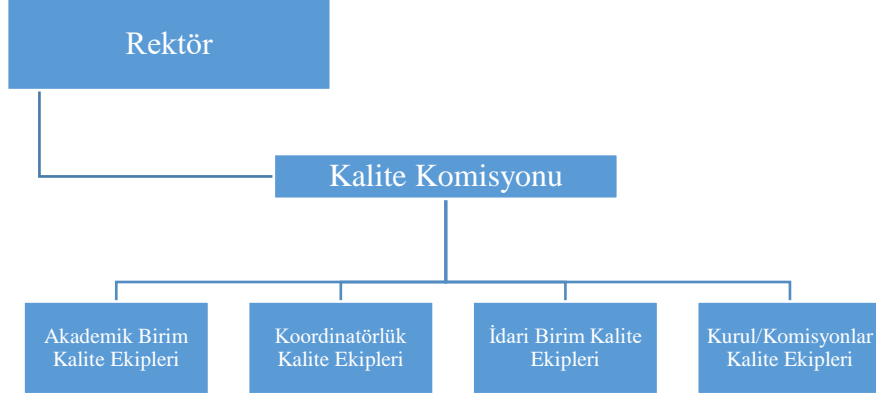 Rektör
Kalite Komisyonu
Akademik Birim
Kalite Ekipleri
Koordinatörlük
Kalite Ekipleri
İdari Birim Kalite
Ekipleri
Kurul/Komisyonlar
Kalite Ekipleri